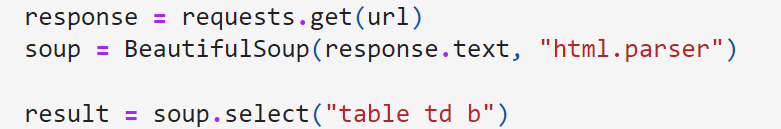 response = requests.get(url)
soup = BeautifulSoup(response.text, "html.parser")
result = soup.select("table td b")